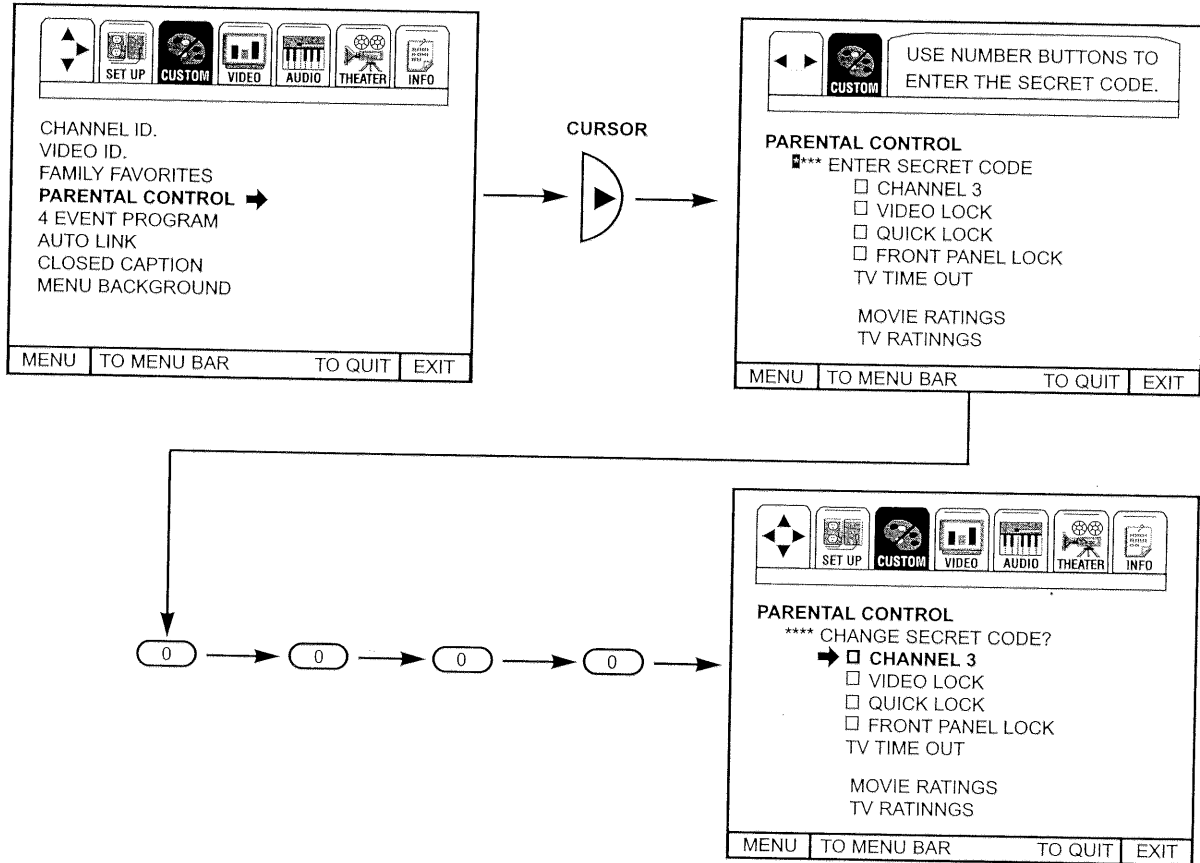 SET UP CUSTOM VIDEO AUDIO THEATER INFO
CHANNEL ID.
VIDEO ID.
FAMILY FAVORITES
PARENTAL CONTROL
4 EVENT PROGRAM
AUTO LINK
CLOSED CAPTION
MENU BACKGROUND
MENU TO MENU BAR TO QUIT EXIT
CURSOR
CUSTOM
USE NUMBER BUTTONS TO
ENTER THE SECRET CODE.
PARENTAL CONTROL
**** ENTER SECRET CODE
CHANNEL 3
VIDEO LOCK
QUICK LOCK
FRONT PANEL LOCK
TV TIME OUT
MOVIE RATINGS
TV RATINNGS
MENU TO MENU BAR TO QUIT EXIT
0 0 0 0
SET UP CUSTOM VIDEO AUDIO THEATER INFO
PARENTAL CONTROL
**** CHANGE SECRET CODE?
CHANNEL 3
VIDEO LOCK
QUICK LOCK
FRONT PANEL LOCK
TV TIME OUT
MOVIE RATINGS
TV RATINNGS
MENU TO MENU BAR TO QUIT EXIT